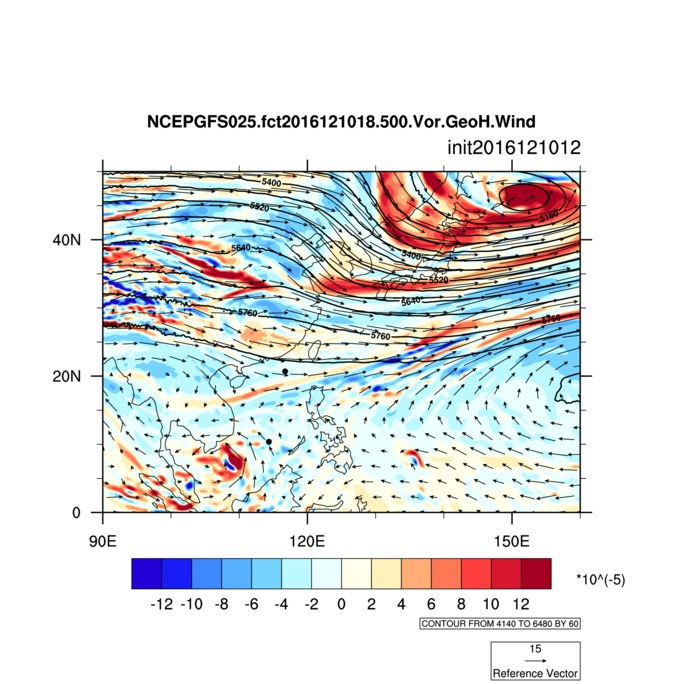 NCEPGFS025.fct2016121018.500.Vor.GeoH.Wind
init2016121012
5400
5520
5160
40N
5640
5400
5520
5640
5760
5760
5760
20N
0
90E 120E 150E
-12 -10 -8 -6 -4 -2 0 2 4 6 8 10 12
*10^(-5)
CONTOUR FROM 4140 TO 6480 BY 60
15
Reference Vector